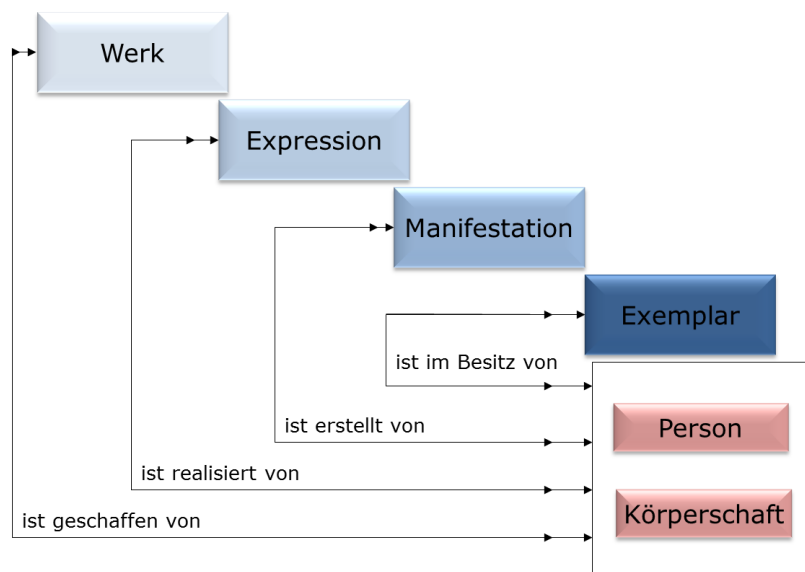 Werk
Expression
Manifestation
Exemplar
ist im Besitz von
Person
ist erstellt von
ist realisiert von
Körperschaft
ist geschaffen von